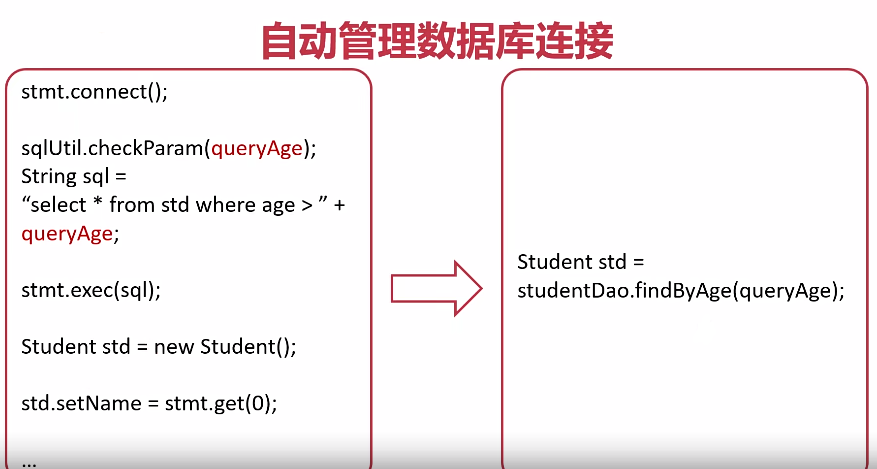 自动管理数据库连接
stmt.connect();
sqlUtil.checkParam(queryAge);
String sql =
“select * from std where age > ” +
queryAge;
stmt.exec(sql);
Student std = new Student();
std.setName = stmt.get(0);
...
Student std =
studentDao.findByAge(queryAge);